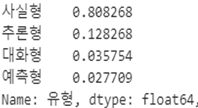 사실형 0.808268
추론형 0.128268
대화형 0.035754
예측형 0.027709
Name: 유형, dtype: float64,